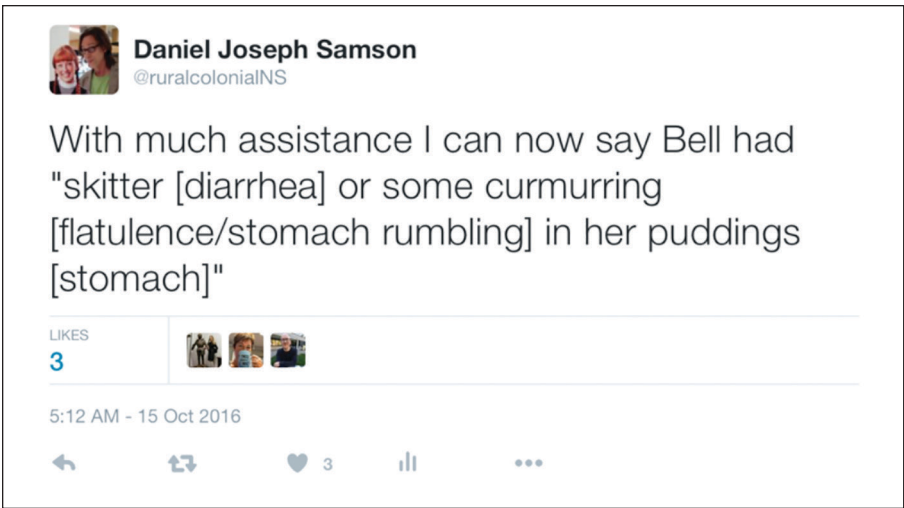 Daniel Joseph Samson
@ruralcolonialNS
With much assistance I can now say Bell had
"skitter [diarrhea] or some curmurring
[flatulence/stomach rumbling] in her puddings
[stomach]"
LIKES
3
5:12 AM - 15 Oct 2016
3